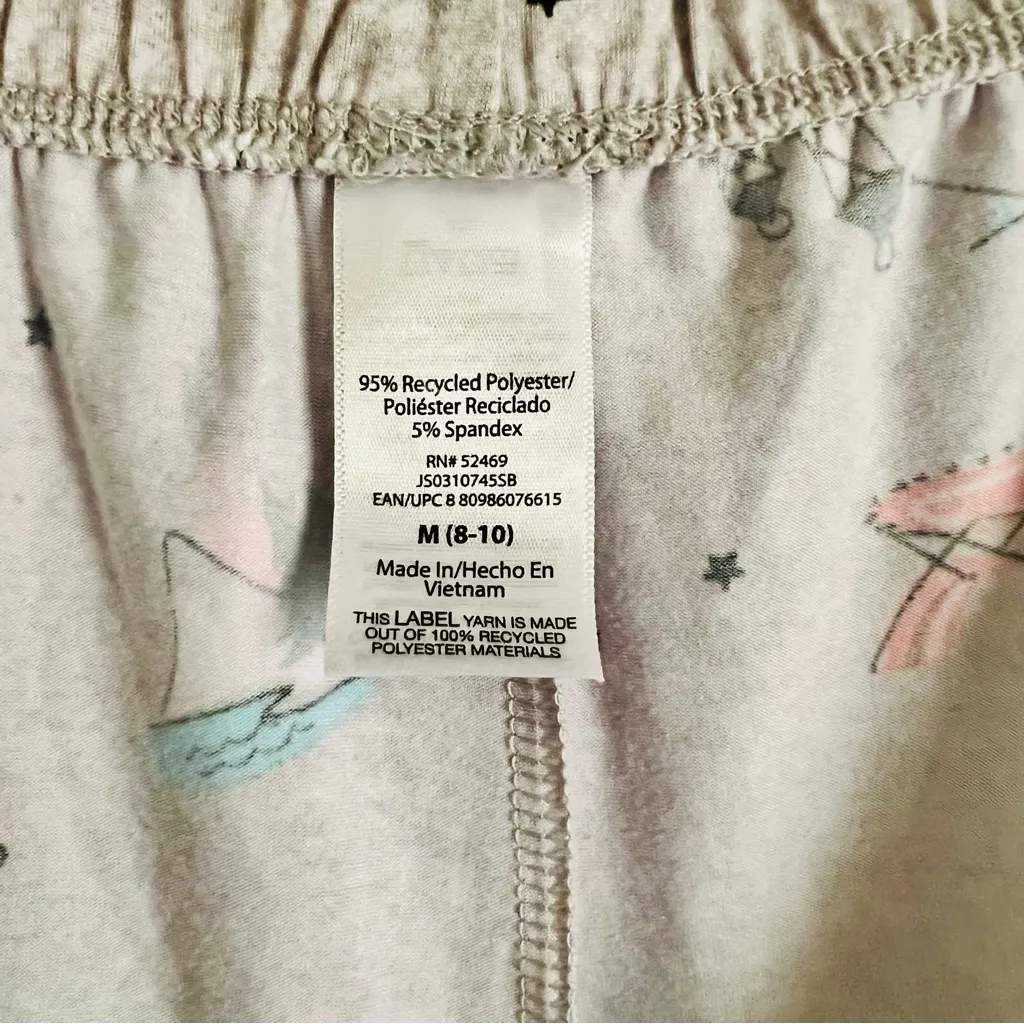 95% Recycled Polyester/
Poliéster Reciclado
5% Spandex
RN# 52469
JS0310745SB
EAN/UPC 8 80986076615
M (8-10)
Made In/Hecho En
Vietnam
THIS LABEL YARN IS MADE
OUT OF 100% RECYCLED
POLYESTER MATERIALS